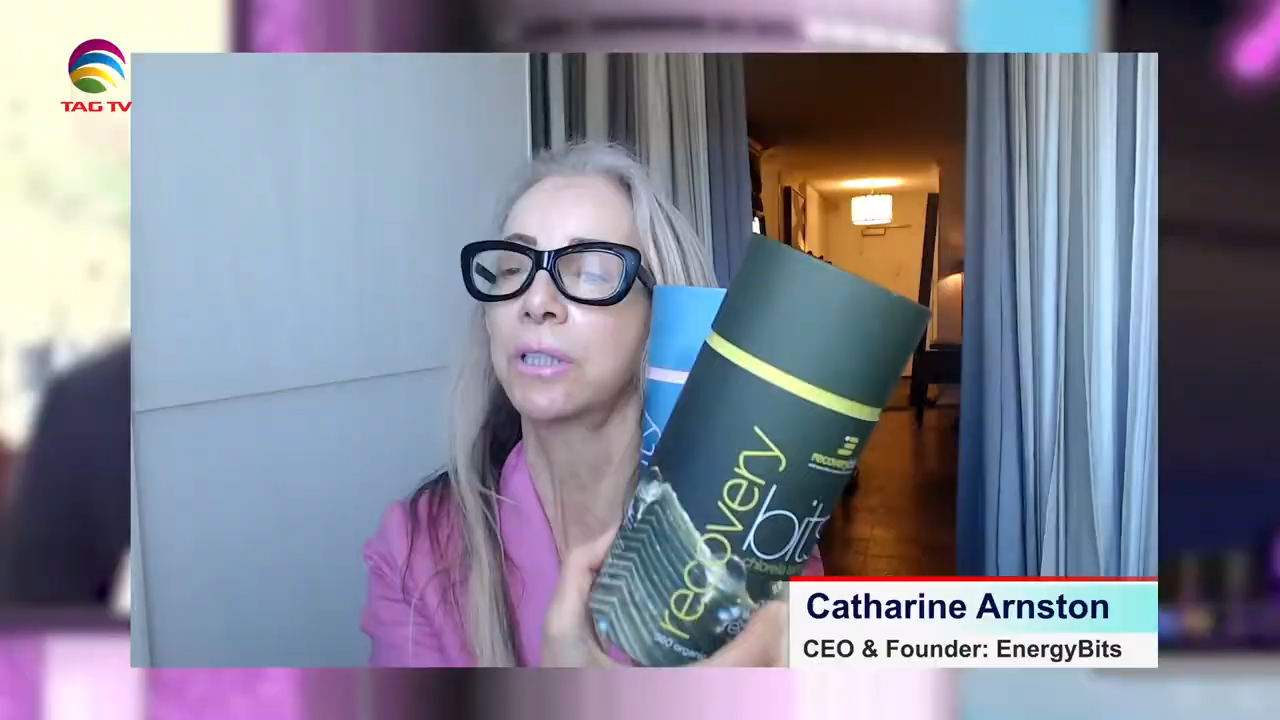 TAG TV
recovery
bits
Catharine Arnston
CEO & Founder: EnergyBits